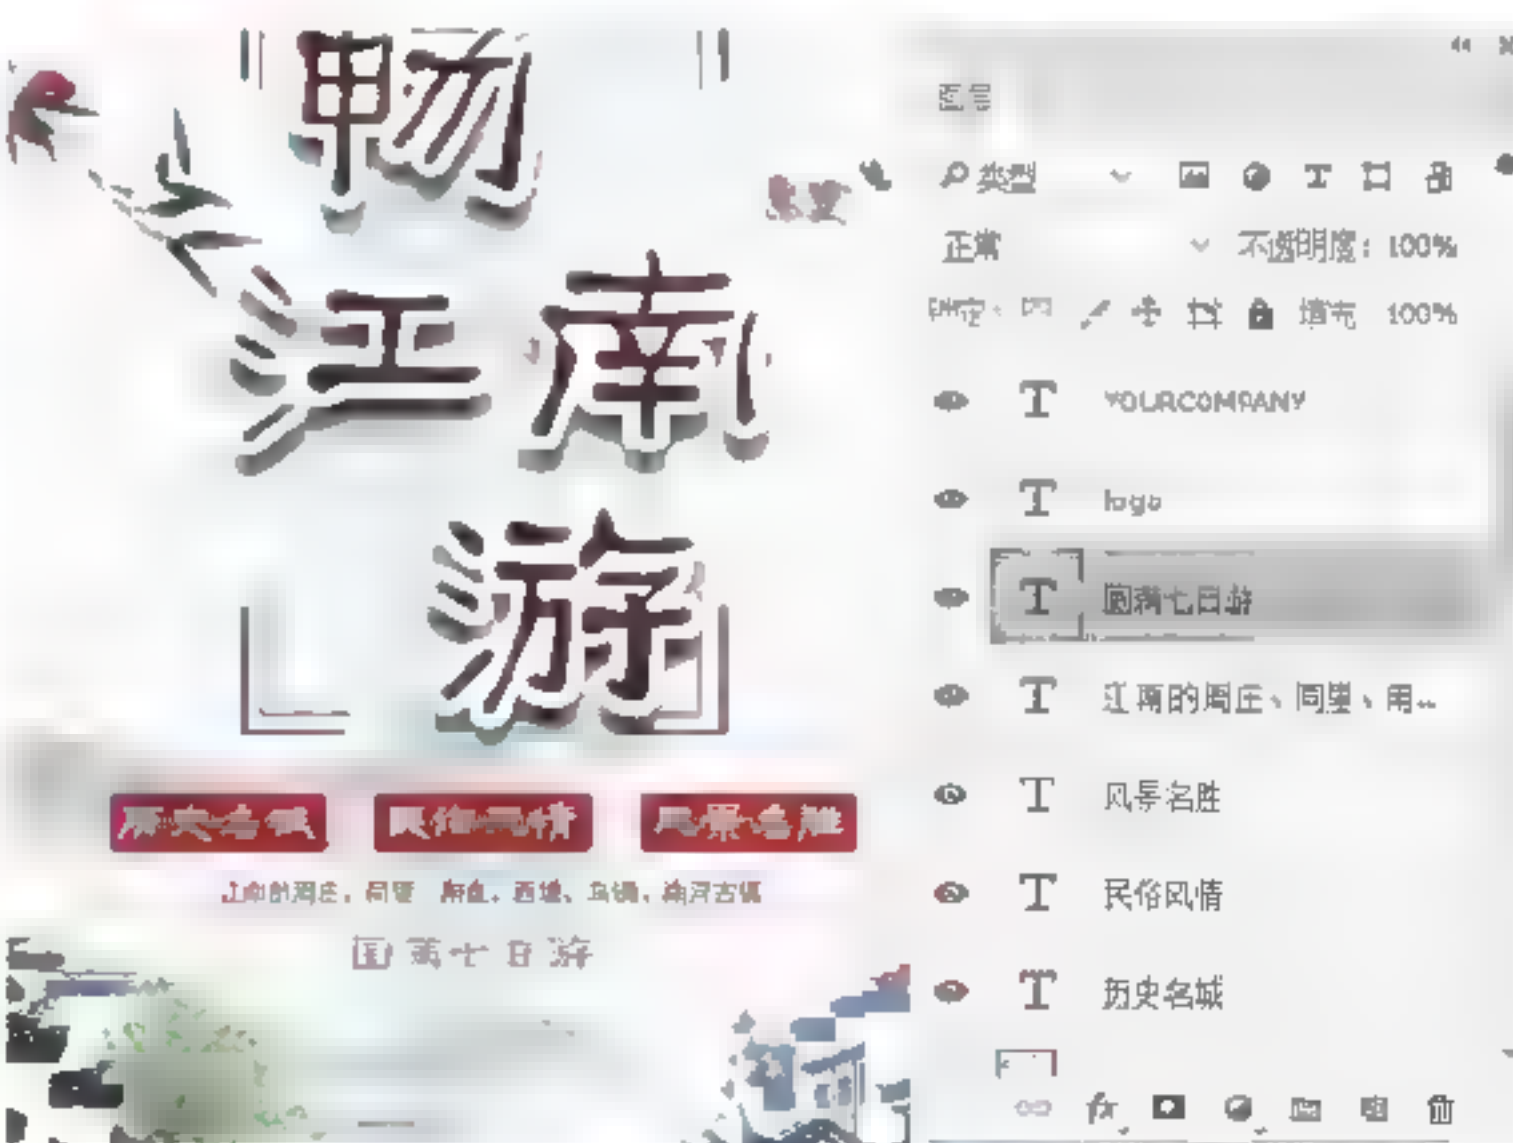 畅
江南
游
历史名城 民俗风情 风景名胜
圆满七日游
图层
类型
正常 不透明度: 100%
锁定: 填充 100%
YOURCOMPANY
logo
圆满七日游
江南的周庄、同里、甪...
风景名胜
民俗风情
历史名城
fx